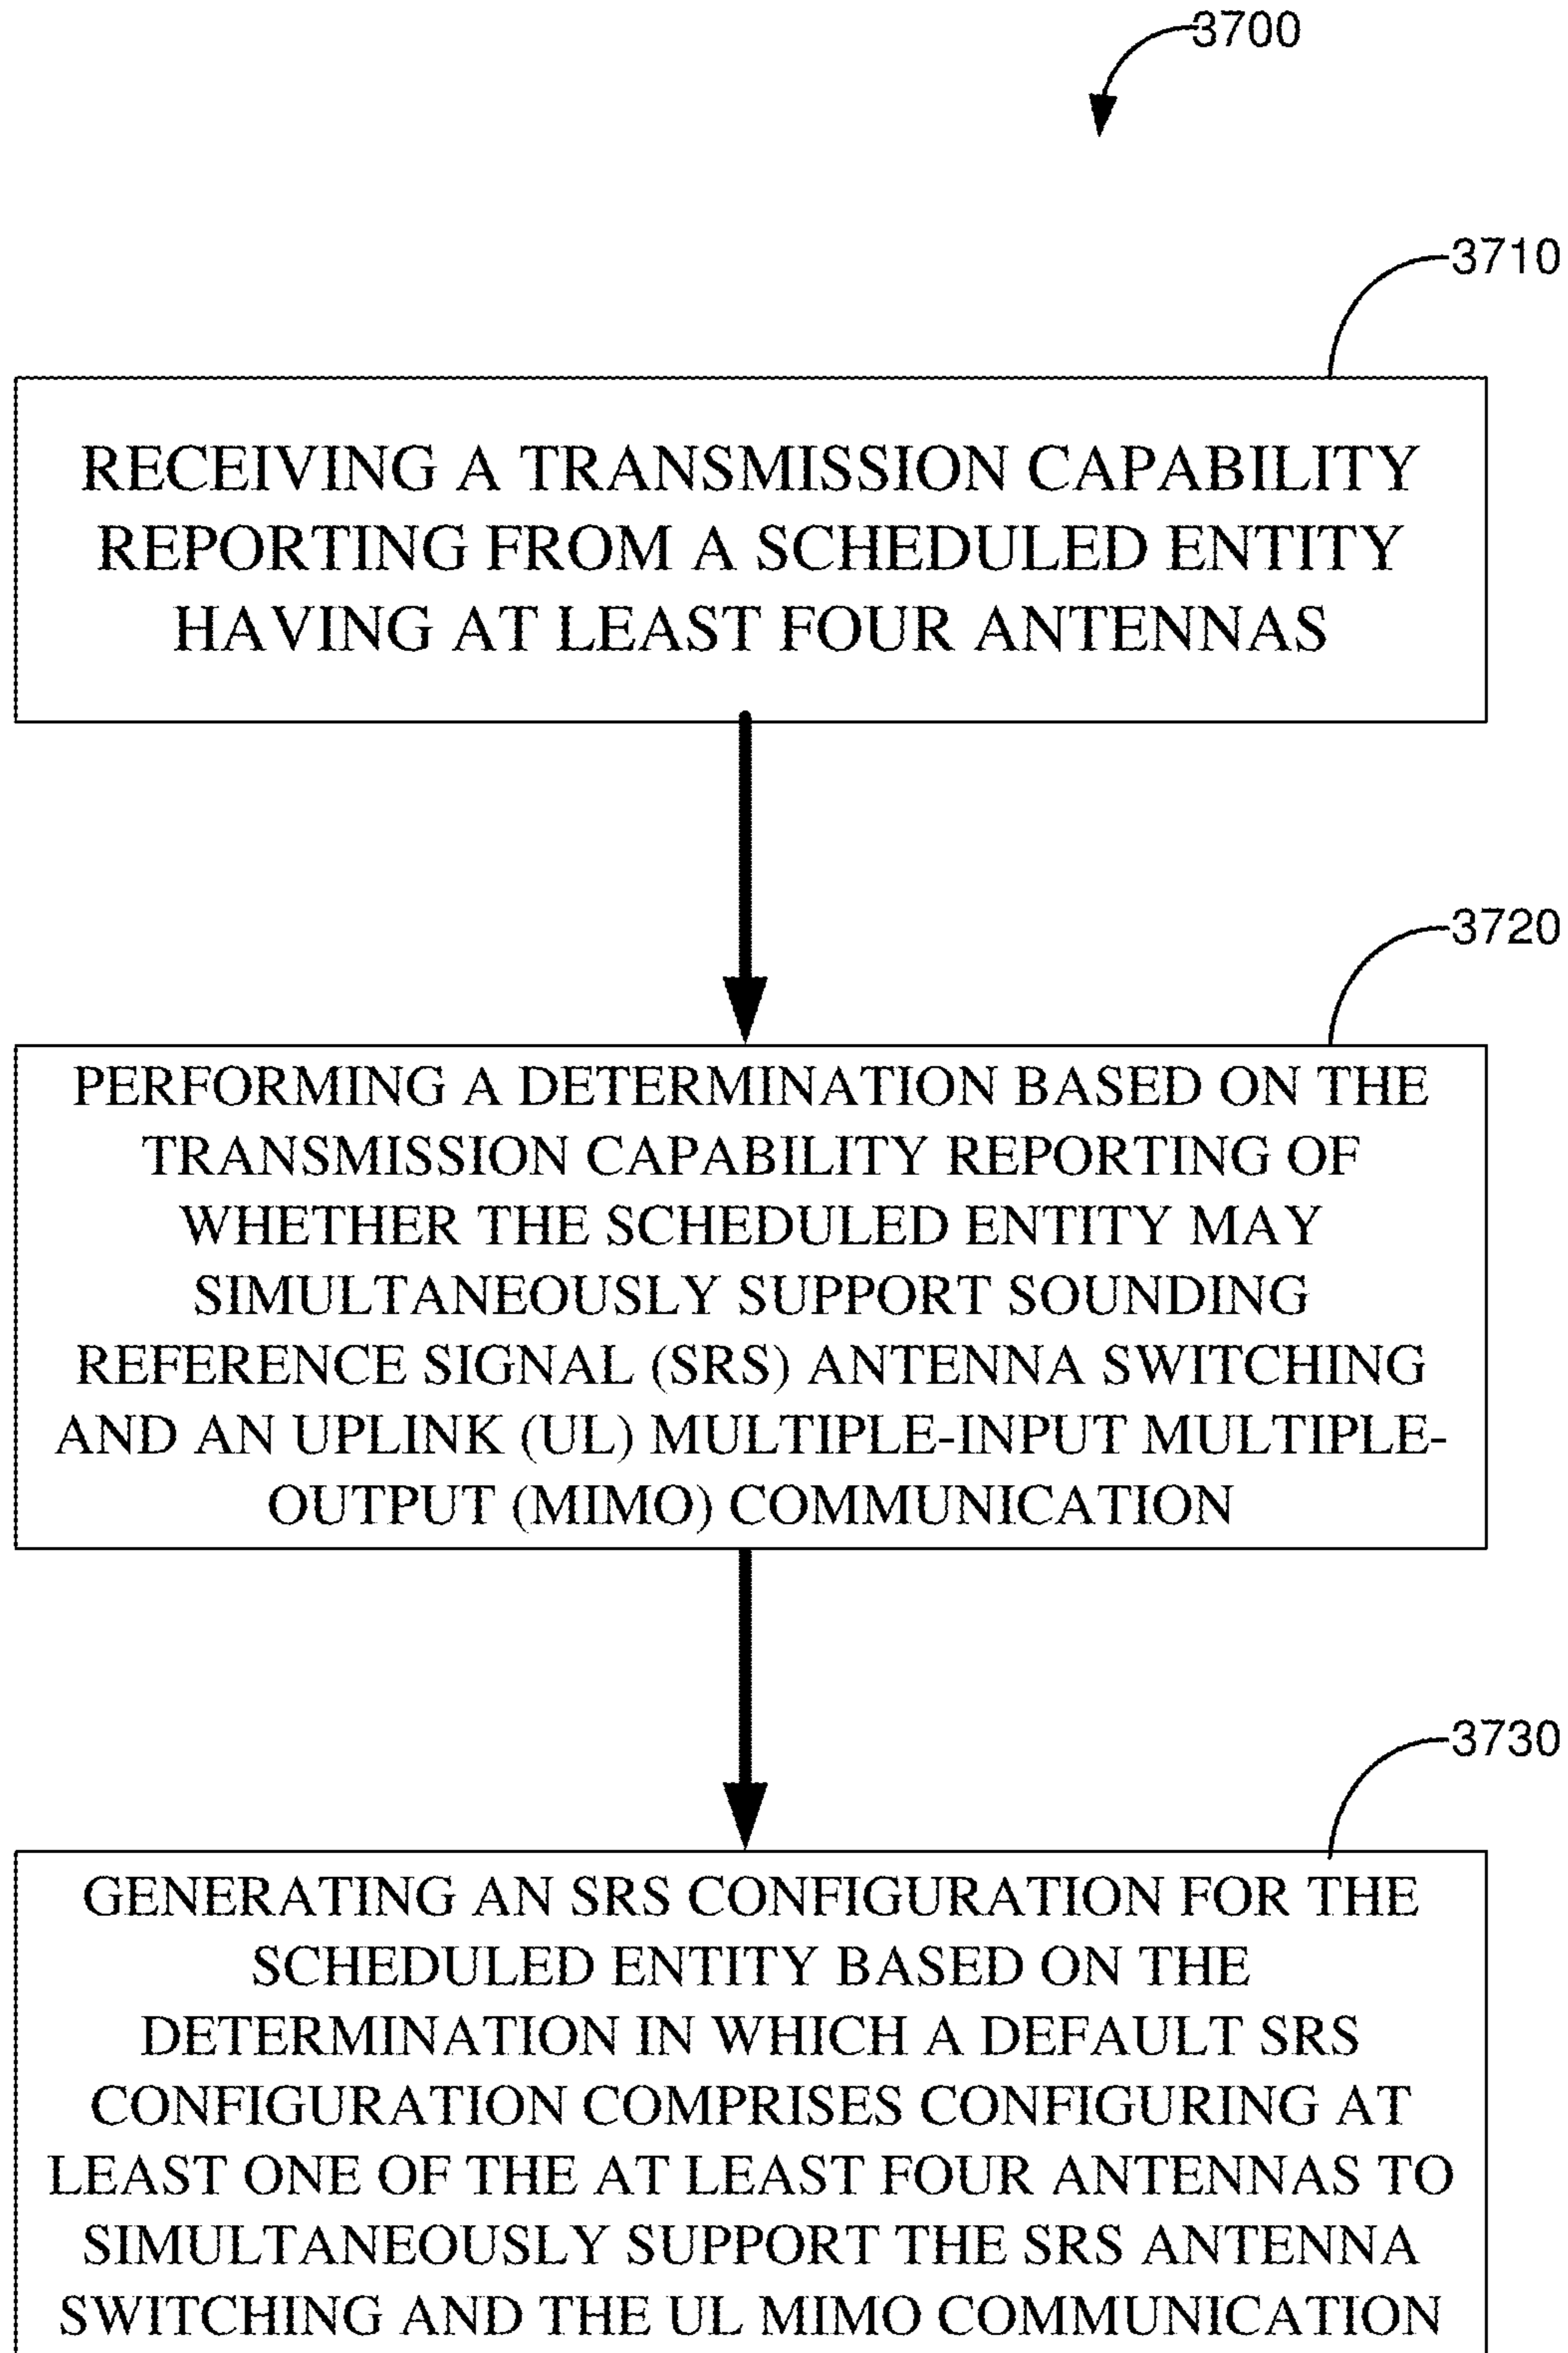 3700
3710
RECEIVING A TRANSMISSION CAPABILITY
REPORTING FROM A SCHEDULED ENTITY
HAVING AT LEAST FOUR ANTENNAS
3720
PERFORMING A DETERMINATION BASED ON THE
TRANSMISSION CAPABILITY REPORTING OF
WHETHER THE SCHEDULED ENTITY MAY
SIMULTANEOUSLY SUPPORT SOUNDING
REFERENCE SIGNAL (SRS) ANTENNA SWITCHING
AND AN UPLINK (UL) MULTIPLE-INPUT MULTIPLE-
OUTPUT (MIMO) COMMUNICATION
3730
GENERATING AN SRS CONFIGURATION FOR THE
SCHEDULED ENTITY BASED ON THE
DETERMINATION IN WHICH A DEFAULT SRS
CONFIGURATION COMPRISES CONFIGURING AT
LEAST ONE OF THE AT LEAST FOUR ANTENNAS TO
SIMULTANEOUSLY SUPPORT THE SRS ANTENNA
SWITCHING AND THE UL MIMO COMMUNICATION